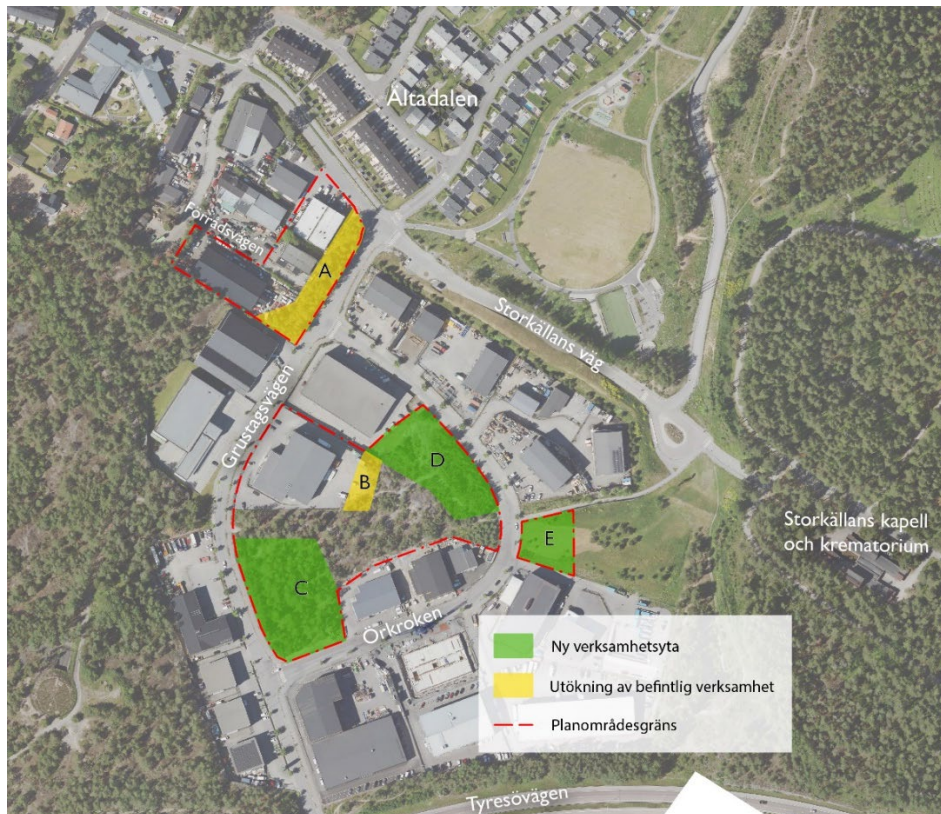 Ältadalen
Förrådsvägen
A
Storkällans väg
Grustagsvägen
D
B
Storkällans kapell
och krematorium
E
C
Örkroken
Ny verksamhetsyta
Utökning av befintlig verksamhet
Planområdesgräns
Tyresövägen